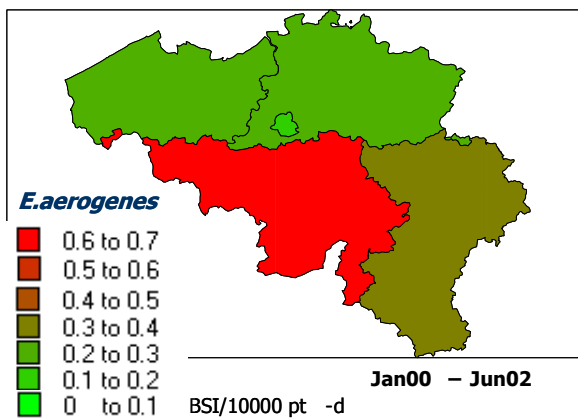 E.aerogenes
0.6 to 0.7
0.5 to 0.6
0.4 to 0.5
0.3 to 0.4
0.2 to 0.3
0.1 to 0.2
0 to 0.1
Jan00 – Jun02
BSI/10000 pt -d